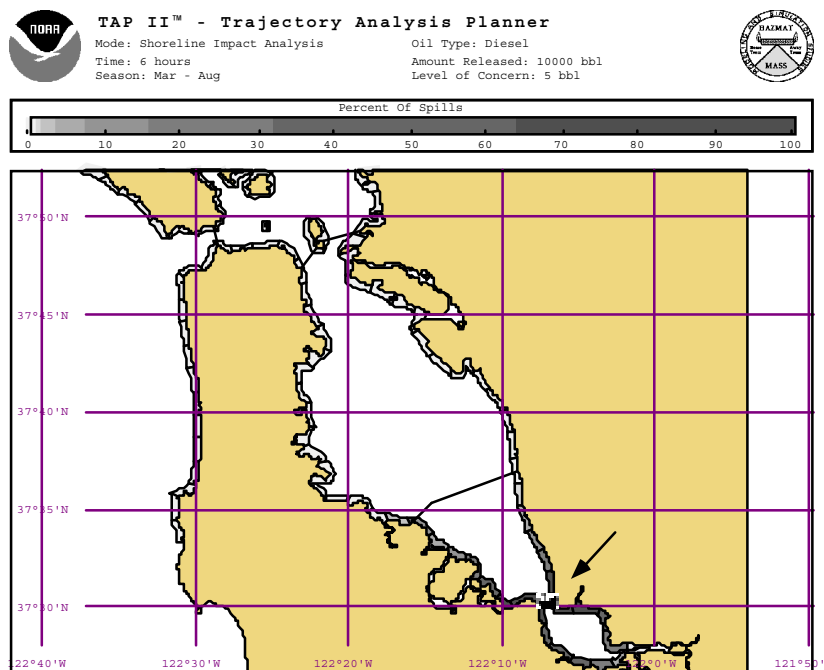 NOAA
TAP II™ - Trajectory Analysis Planner
Mode: Shoreline Impact Analysis
Oil Type: Diesel
Time: 6 hours
Amount Released: 10000 bbl
Season: Mar - Aug
Level of Concern: 5 bbl
HAZMAT
MASS
Percent Of Spills
0 10 20 30 40 50 60 70 80 90 100
37°50'N
37°45'N
37°40'N
37°35'N
37°30'N
122°40'W 122°30'W 122°20'W 122°10'W 122°0'W 121°50'